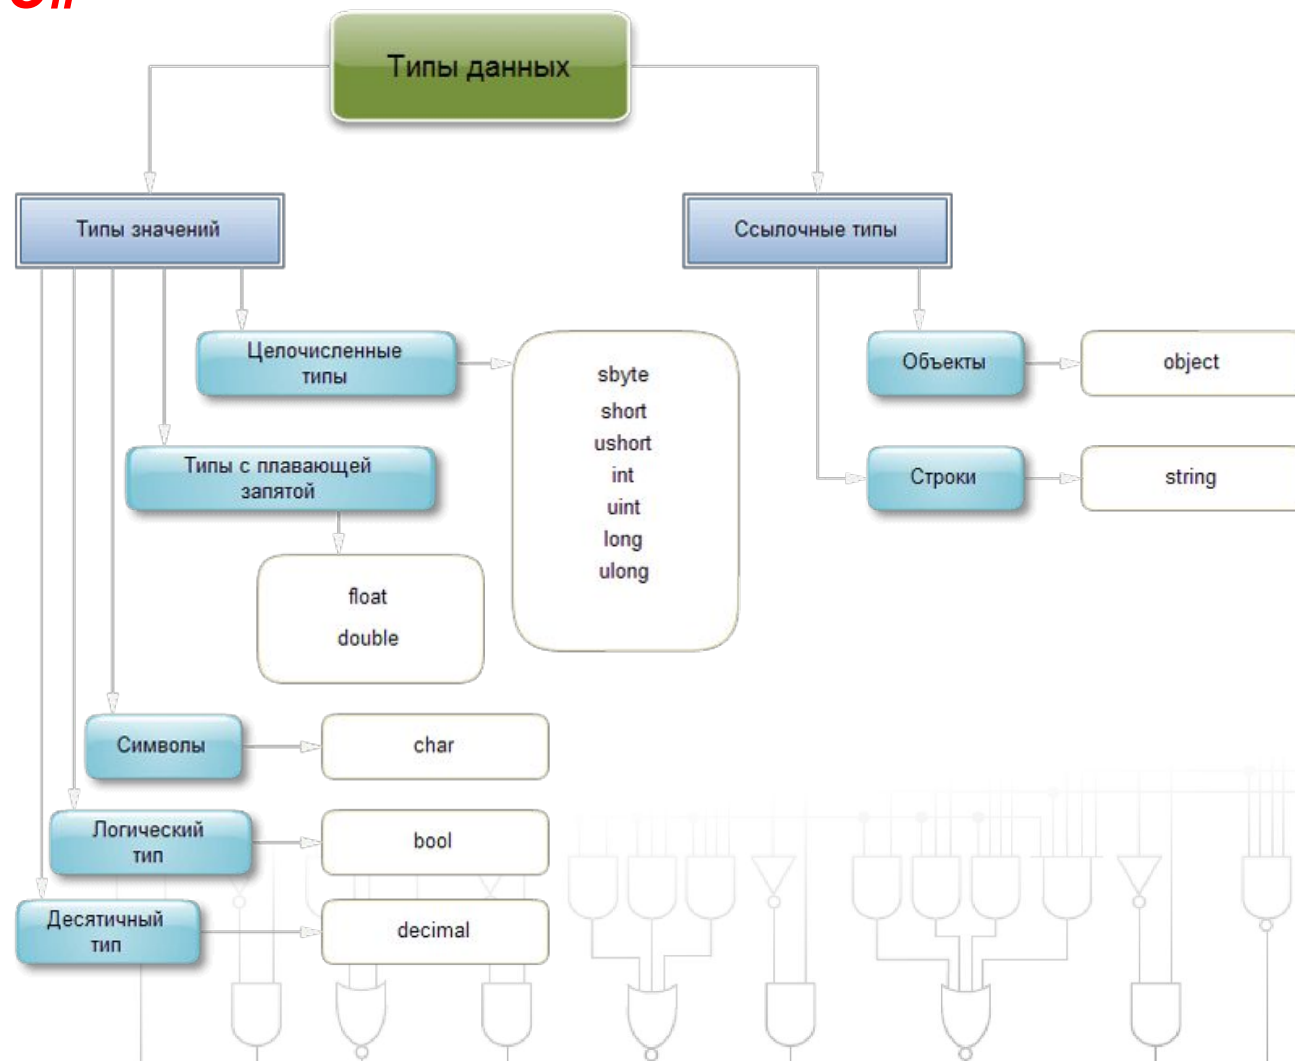 Типы данных
Типы значений
Ссылочные типы
Целочисленные
типы
sbyte
short
ushort
int
uint
long
ulong
Объекты
object
Типы с плавающей
запятой
Строки
string
float
double
Символы
char
Логический
тип
bool
Десятичный
тип
decimal